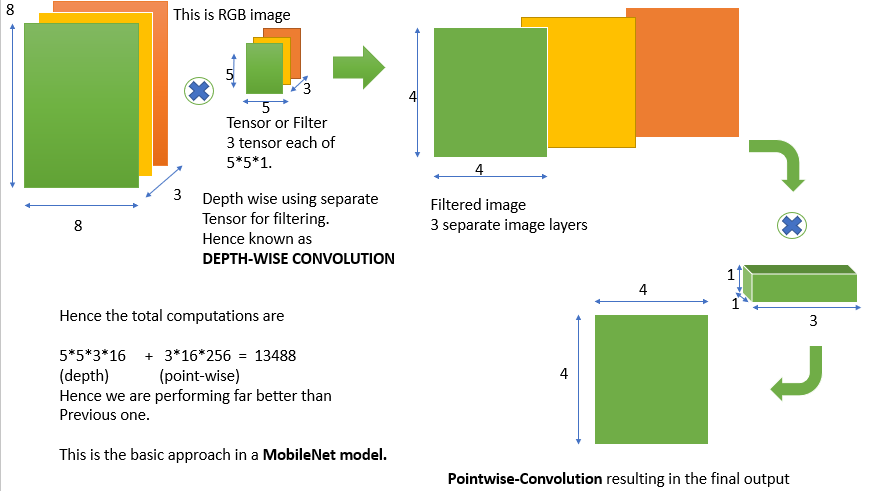 8
This is RGB image
5
3
5
Tensor or Filter
3 tensor each of
5*5*1.
3
8
Depth wise using separate
Tensor for filtering.
Hence known as
DEPTH-WISE CONVOLUTION
4
4
Filtered image
3 separate image layers
1
1
3
4
4
Hence the total computations are
5*5*3*16 + 3*16*256 = 13488
(depth) (point-wise)
Hence we are performing far better than
Previous one.
This is the basic approach in a MobileNet model.
Pointwise-Convolution resulting in the final output